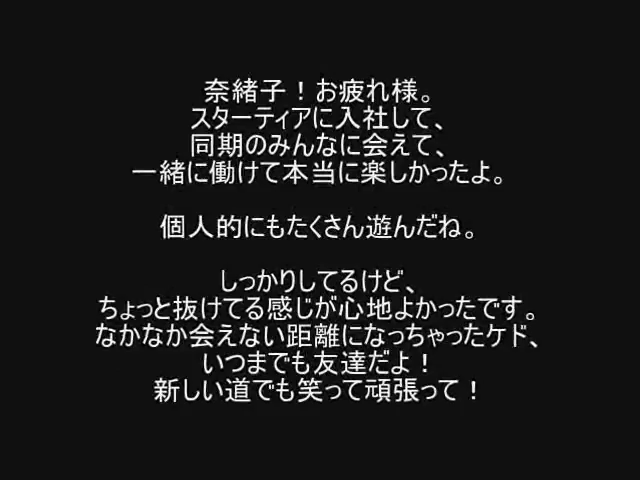 奈緒子！お疲れ様。
スターティアに入社して、
同期のみんなに会えて、
一緒に働けて本当に楽しかったよ。
個人的にもたくさん遊んだね。
しっかりしてるけど、
ちょっと抜けてる感じが心地よかったです。
なかなか会えない距離になっちゃったケド、
いつまでも友達だよ！
新しい道でも笑って頑張って！